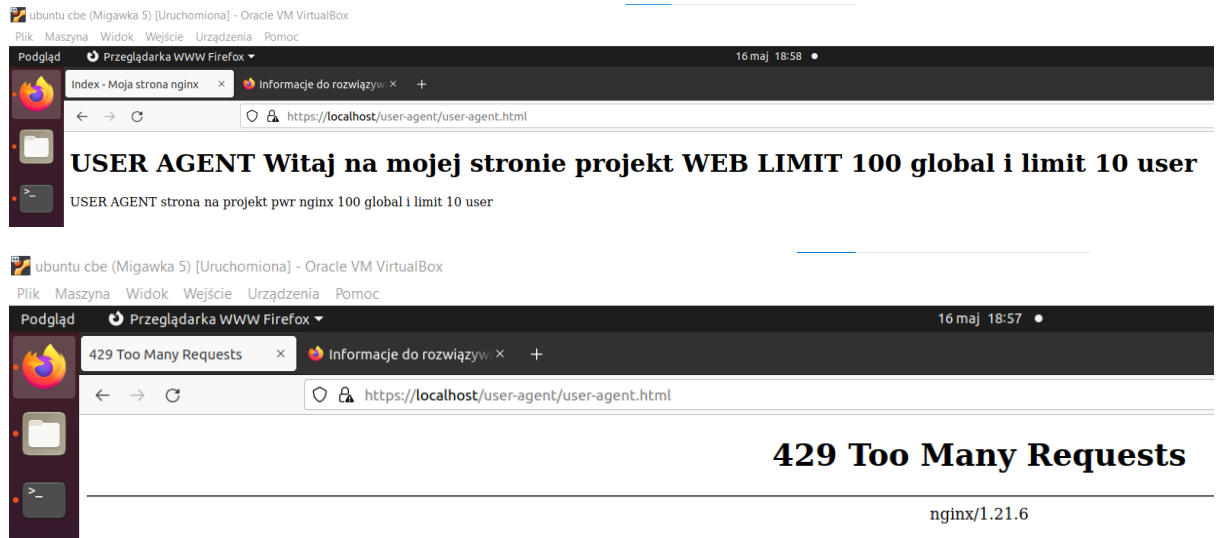 ubuntu cbe (Migawka 5) [Uruchomiona] - Oracle VM VirtualBox
Plik Maszyna Widok Wejście Urządzenia Pomoc
Podgląd Przeglądarka WWW Firefox 16 maj 18:58
Index - Moja strona nginx Informacje do rozwiązyw
https://localhost/user-agent/user-agent.html
USER AGENT Witaj na mojej stronie projekt WEB LIMIT 100 global i limit 10 user
USER AGENT strona na projekt pwr nginx 100 global i limit 10 user
ubuntu cbe (Migawka 5) [Uruchomiona] - Oracle VM VirtualBox
Plik Maszyna Widok Wejście Urządzenia Pomoc
Podgląd Przeglądarka WWW Firefox 16 maj 18:57
429 Too Many Requests Informacje do rozwiązyw
https://localhost/user-agent/user-agent.html
429 Too Many Requests
nginx/1.21.6